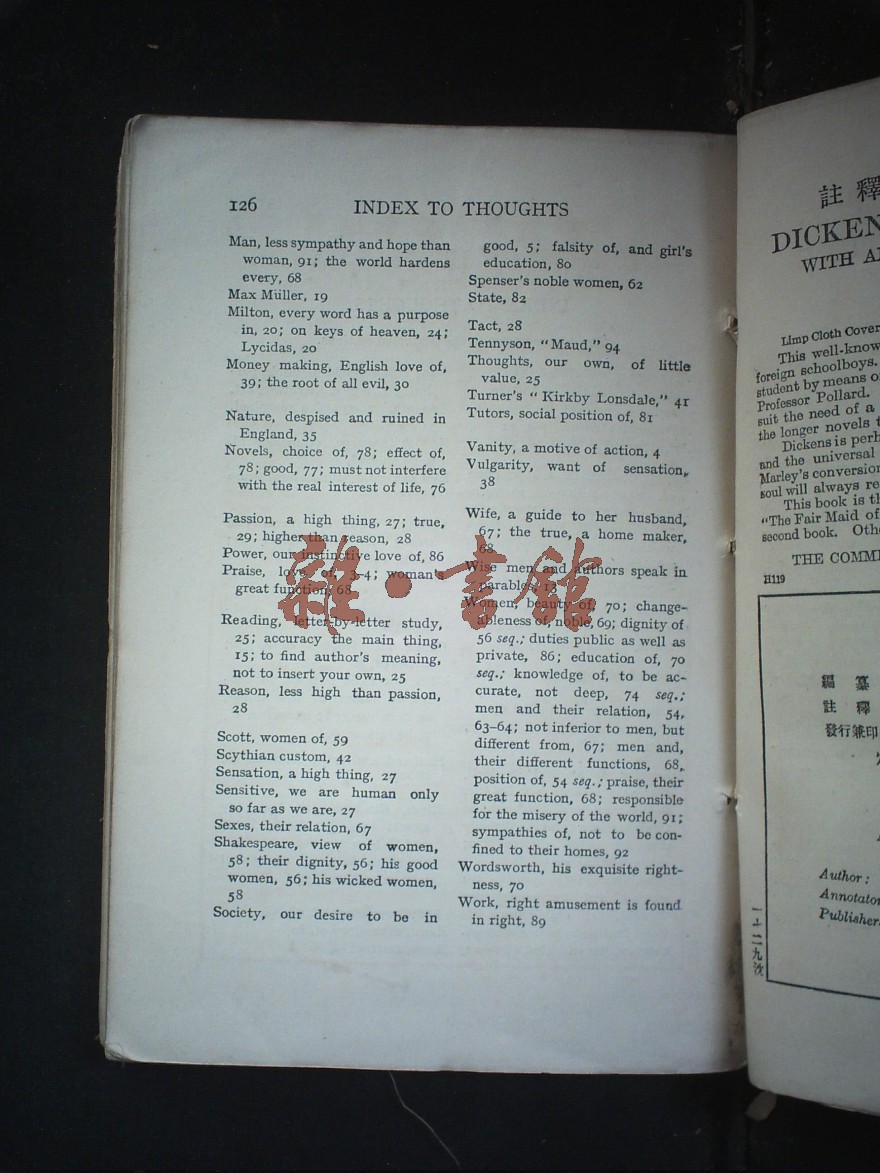 126 INDEX TO THOUGHTS
Man, less sympathy and hope than
woman, 91; the world hardens
every, 68
Max Müller, 19
Milton, every word has a purpose
in, 20; on keys of heaven, 24;
Lycidas, 20
Money making, English love of,
39; the root of all evil, 30
Nature, despised and ruined in
England, 35
Novels, choice of, 78; effect of,
78; good, 77; must not interfere
with the real interest of life, 76
Passion, a high thing, 27; true,
29; higher than reason, 28
Power, our instinctive love of, 86
Praise, love of, 3-4; woman's
great function, 68
Reading, letter-by-letter study,
25; accuracy the main thing,
15; to find author's meaning,
not to insert your own, 25
Reason, less high than passion,
28
Scott, women of, 59
Scythian custom, 42
Sensation, a high thing, 27
Sensitive, we are human only
so far as we are, 27
Sexes, their relation, 67
Shakespeare, view of women,
58; their dignity, 56; his good
women, 56; his wicked women,
58
Society, our desire to be in
good, 5; falsity of, and girl's
education, 80
Spenser's noble women, 62
State, 82
Tact, 28
Tennyson, "Maud," 94
Thoughts, our own, of little
value, 25
Turner's "Kirkby Lonsdale," 41
Tutors, social position of, 81
Vanity, a motive of action, 4
Vulgarity, want of sensation,
38
Wife, a guide to her husband,
67; the true, a home maker,
68
Wise men and authors speak in
parables, 13
Women, beauty of, 70; change-
ableness of, noble, 69; dignity of
56 seq.; duties public as well as
private, 86; education of, 70
seq.; knowledge of, to be ac-
curate, not deep, 74 seq.;
men and their relation, 54,
63-64; not inferior to men, but
different from, 67; men and,
their different functions, 68,
position of, 54 seq.; praise, their
great function, 68; responsible
for the misery of the world, 91;
sympathies of, not to be con-
fined to their homes, 92
Wordsworth, his exquisite right-
ness, 70
Work, right amusement is found
in right, 89
雜·書館
註釋
DICKEN
WITH
Limp Cloth Cover
This well-know
foreign schoolboys.
student by means o
Professor Pollard.
suit the need of a
the longer novels t
Dickens is perh
and the universal
Marley's conversion
soul will always re
This book is th
"The Fair Maid of
second book. Othe
THE COMM
H119
編纂
註釋
發行兼印
Author:
Annotator
Publisher